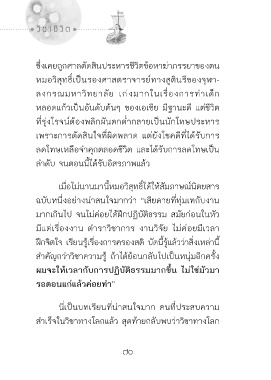 วิชาชีวิต
ซึ่งเคยถูกศาลตัดสินประหารชีวิตข้อหาฆ่าภรรยาของตน
หมอวิสุทธิ์เป็นรองศาสตราจารย์ทางสูตินรีของจุฬา-
ลงกรณมหาวิทยาลัย เก่งมากในเรื่องการทำเด็ก
หลอดแก้วเป็นอันดับต้นๆ ของเอเชีย มีฐานะดี แต่ชีวิต
ที่รุ่งโรจน์ต้องพลิกผันตกต่ำกลายเป็นนักโทษประหาร
เพราะการตัดสินใจที่ผิดพลาด แต่ยังโชคดีที่ได้รับการ
ลดโทษเหลือจำคุกตลอดชีวิต และได้รับการลดโทษเป็น
ลำดับ จนตอนนี้ได้รับอิสรภาพแล้ว
เมื่อไม่นานมานี้หมอวิสุทธิ์ได้ให้สัมภาษณ์นิตยสาร
ฉบับหนึ่งอย่างน่าสนใจมากว่า “เสียดายที่ทุ่มเทกับงาน
มากเกินไป จนไม่ค่อยได้ฝึกปฏิบัติธรรม สมัยก่อนในหัว
มีแต่เรื่องงาน ตำราวิชาการ งานวิจัย ไม่ค่อยมีเวลา
ฝึกจิตใจ เรียนรู้เรื่องการครองสติ บัดนี้รู้แล้วว่าสิ่งเหล่านี้
สำคัญกว่าวิชาความรู้ ถ้าได้ย้อนกลับไปเป็นหนุ่มอีกครั้ง
ผมจะให้เวลากับการปฏิบัติธรรมมากขึ้น ไม่ใช่มัวมา
รอตอนแก่แล้วค่อยทำ”
นี่เป็นบทเรียนที่น่าสนใจมาก คนที่ประสบความ
สำเร็จในวิชาทางโลกแล้ว สุดท้ายกลับพบว่าวิชาทางโลก
๗๐